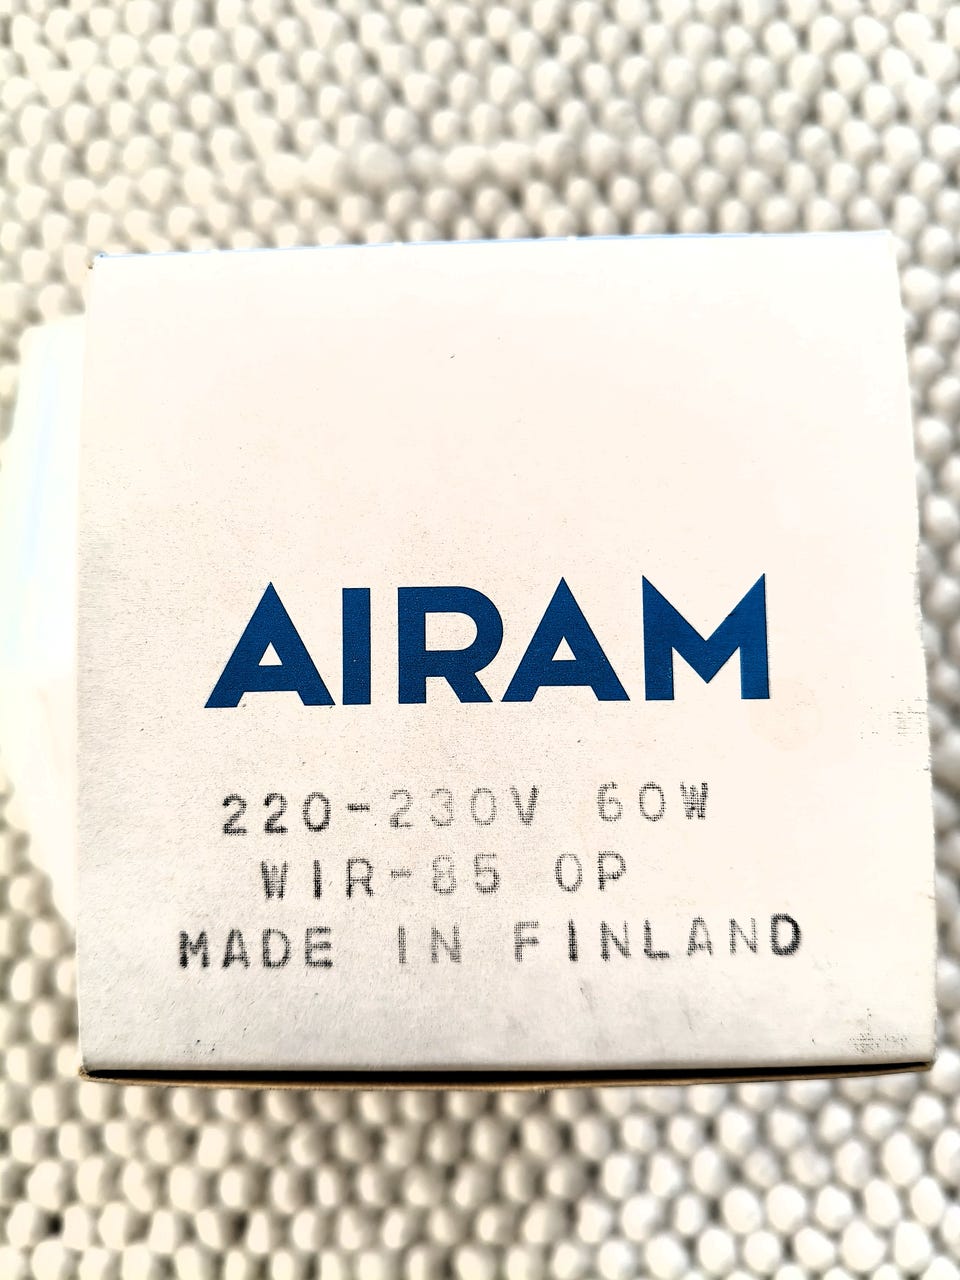 AIRAM
220-230V 60W
WIR-85 OP
MADE IN FINLAND